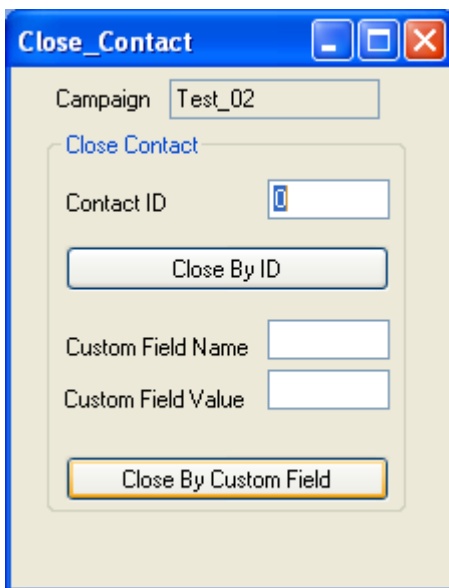 Close_Contact
Campaign Test_02
Close Contact
Contact ID 0
Close By ID
Custom Field Name
Custom Field Value
Close By Custom Field